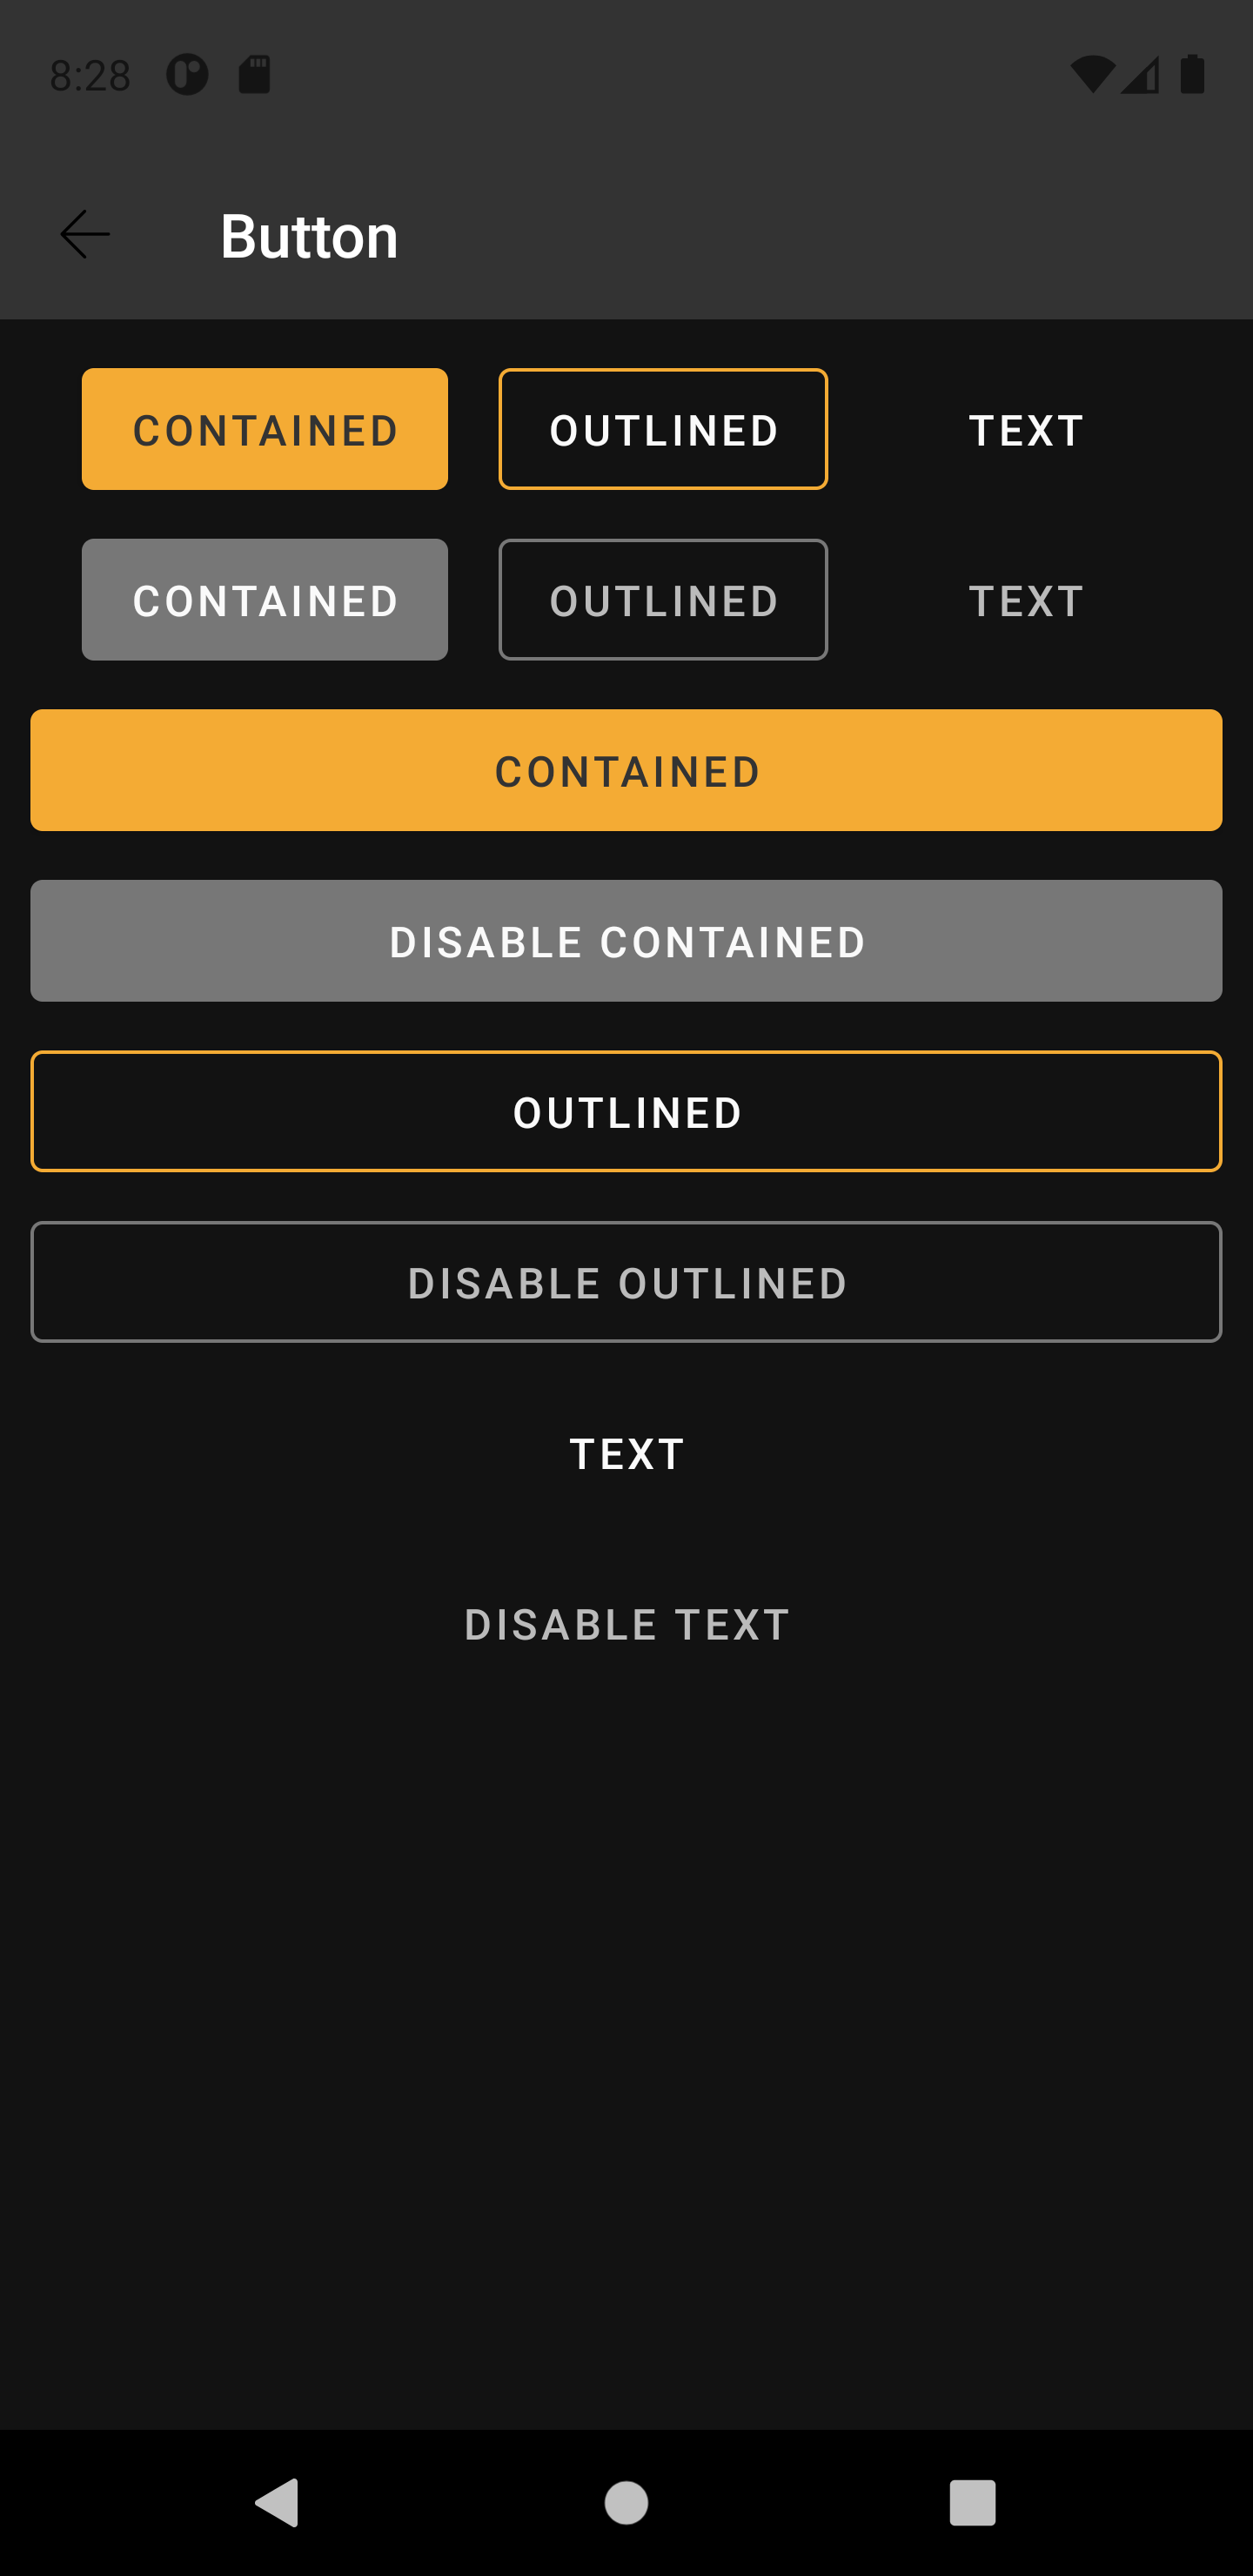 8:28
Button
CONTAINED OUTLINED TEXT
CONTAINED OUTLINED TEXT
CONTAINED
DISABLE CONTAINED
OUTLINED
DISABLE OUTLINED
TEXT
DISABLE TEXT